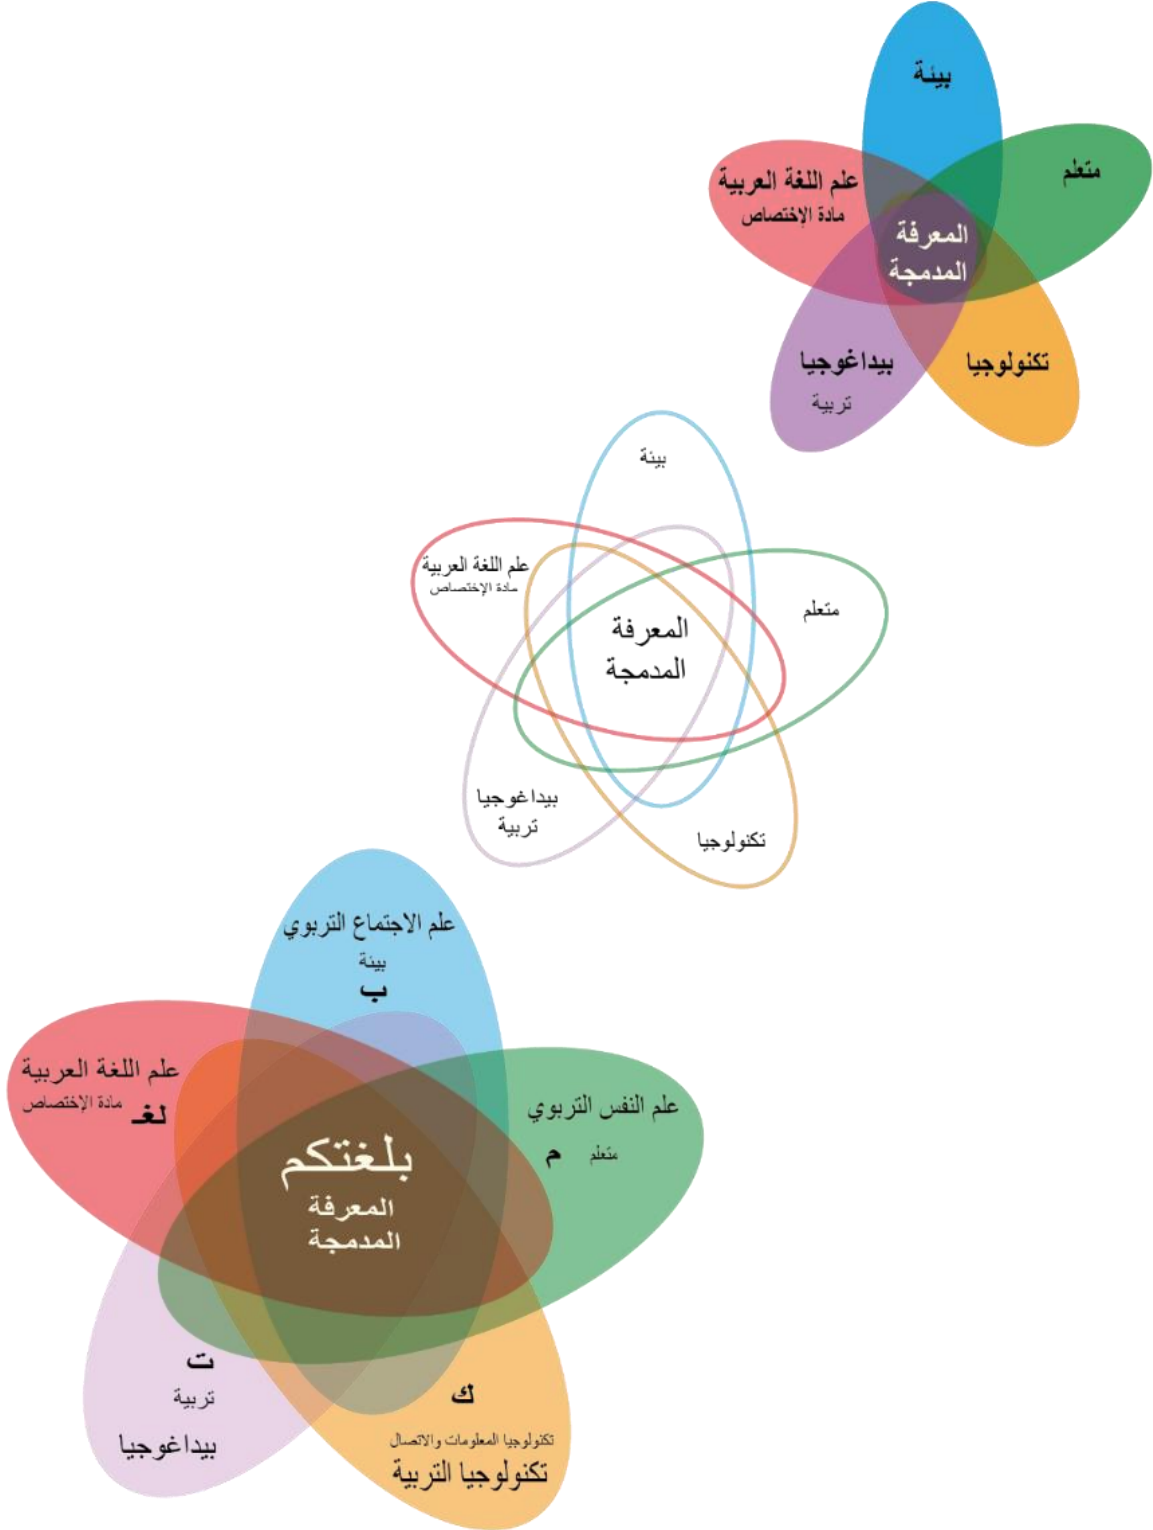 بيئة
متعلم
علم اللغة العربية
مادة الإختصاص
المعرفة
المدمجة
بيداغوجيا
تربية
تكنولوجيا
بيئة
علم اللغة العربية
مادة الإختصاص
متعلم
المعرفة
المدمجة
بيداغوجيا
تربية
تكنولوجيا
علم الاجتماع التربوي
بيئة
ب
علم اللغة العربية
مادة الإختصاص لغـ
علم النفس التربوي
متعلم م
بلغتكم
المعرفة
المدمجة
ت
تربية
بيداغوجيا
ك
تكنولوجيا المعلومات والاتصال
تكنولوجيا التربية